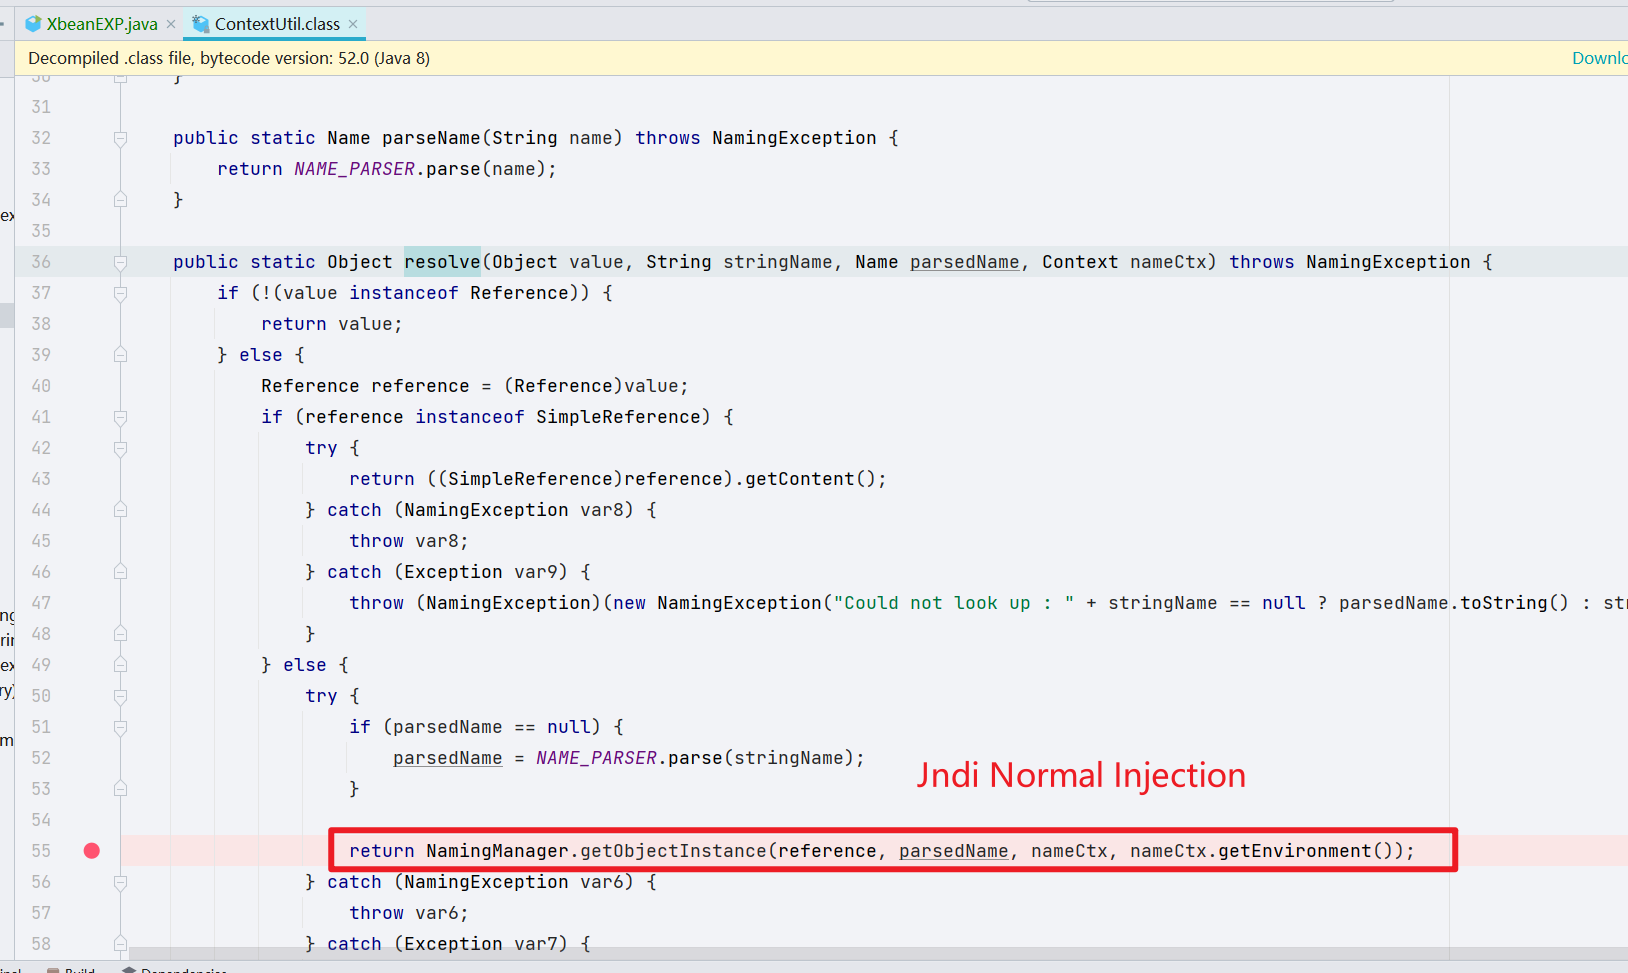 XbeanEXP.java × ContextUtil.class ×
Decompiled .class file, bytecode version: 52.0 (Java 8)
30 }
31
32 public static Name parseName(String name) throws NamingException {
33 return NAME_PARSER.parse(name);
34 }
35
36 public static Object resolve(Object value, String stringName, Name parsedName, Context nameCtx) throws NamingException {
37 if (!(value instanceof Reference)) {
38 return value;
39 } else {
40 Reference reference = (Reference)value;
41 if (reference instanceof SimpleReference) {
42 try {
43 return ((SimpleReference)reference).getContent();
44 } catch (NamingException var8) {
45 throw var8;
46 } catch (Exception var9) {
47 throw (NamingException)(new NamingException("Could not look up : " + stringName == null ? parsedName.toString() : str
48 }
49 } else {
50 try {
51 if (parsedName == null) {
52 parsedName = NAME_PARSER.parse(stringName);
53 }
Jndi Normal Injection
54
55 return NamingManager.getObjectInstance(reference, parsedName, nameCtx, nameCtx.getEnvironment());
56 } catch (NamingException var6) {
57 throw var6;
58 } catch (Exception var7) {
Build Dependencies